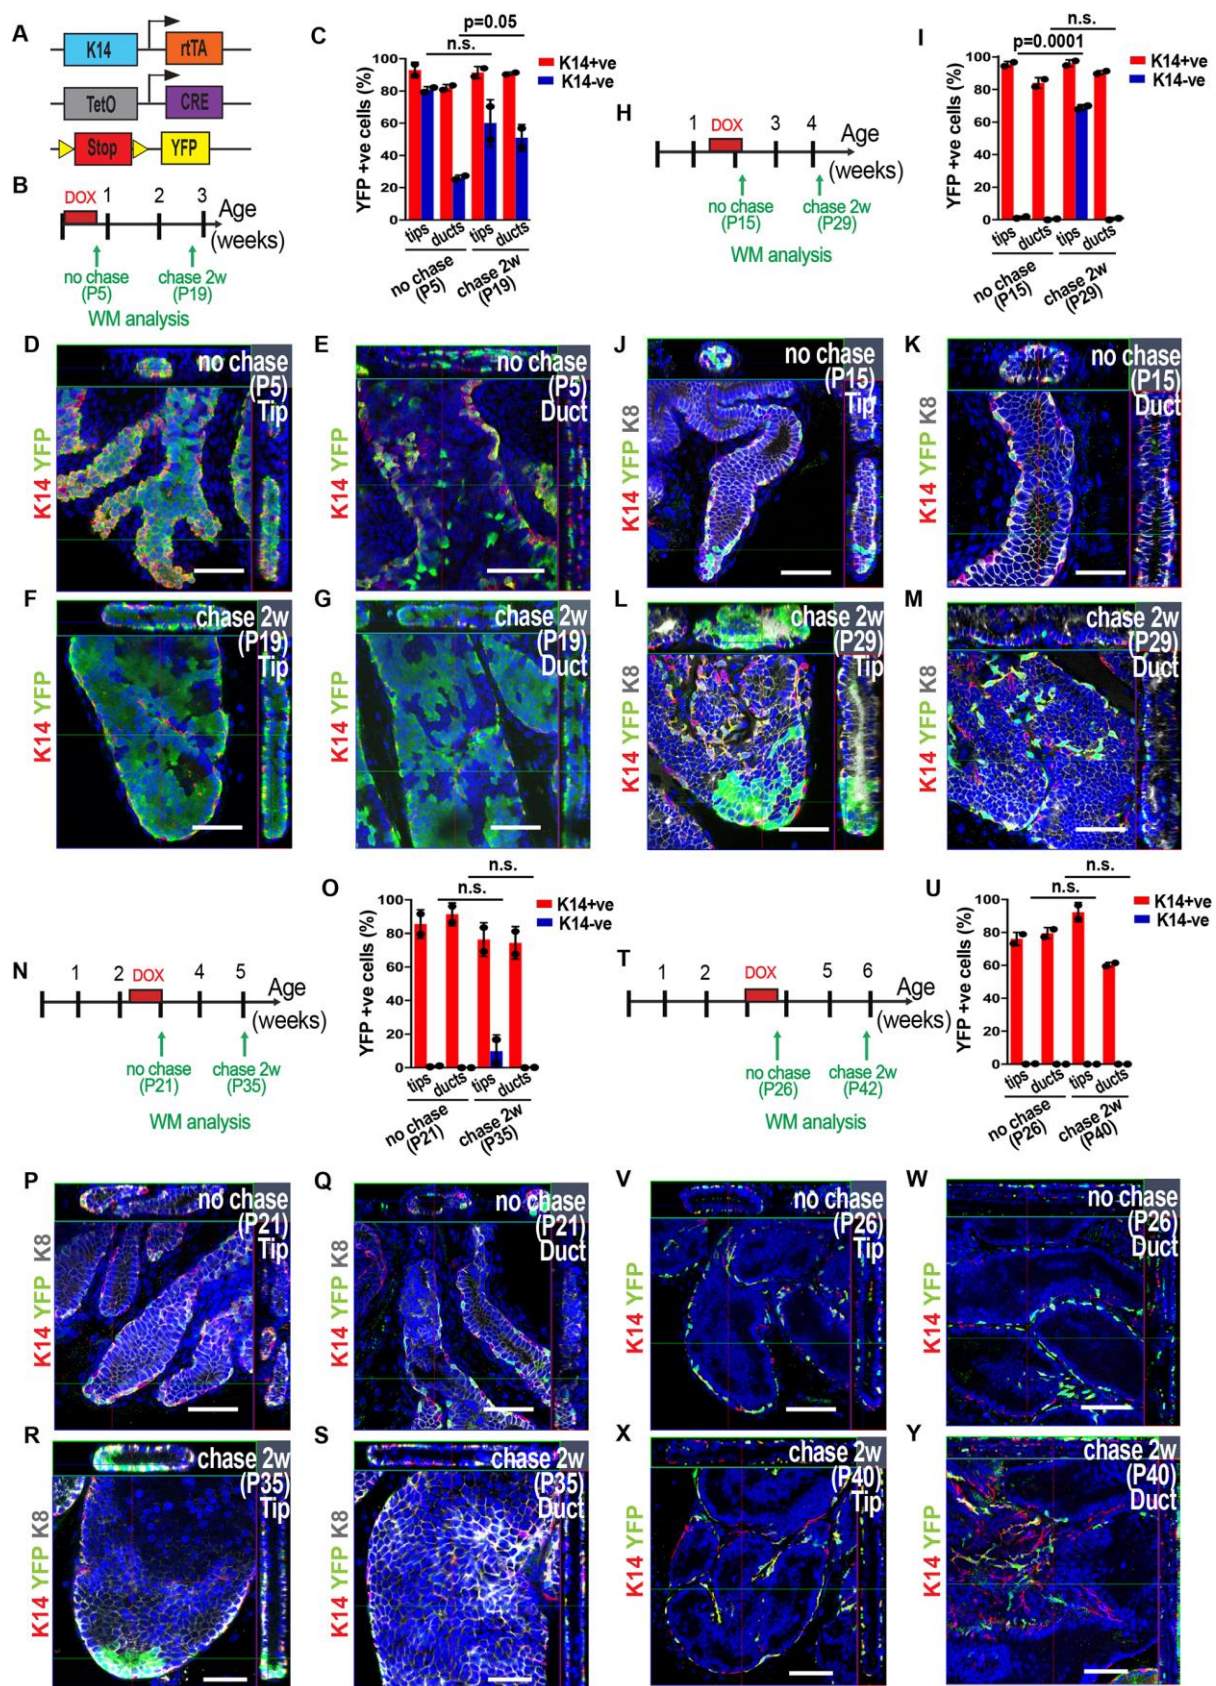 A
K14
rtTA
TetO
CRE
Stop
YFP
B
DOX
1
2
3
Age
(weeks)
no chase
(P5)
chase 2w
(P19)
WM analysis
C
p=0.05
n.s.
K14+ve
K14-ve
YFP +ve cells (%)
100
80
60
40
20
0
tips
ducts
tips
ducts
no chase
(P5)
chase 2w
(P19)
H
1
DOX
3
4
Age
(weeks)
no chase
(P15)
chase 2w
(P29)
WM analysis
I
n.s.
p=0.0001
K14+ve
K14-ve
YFP +ve cells (%)
100
80
60
40
20
0
tips
ducts
tips
ducts
no chase
(P15)
chase 2w
(P29)
D
no chase
(P5)
Tip
K14 YFP
E
no chase
(P5)
Duct
K14 YFP
J
no chase
(P15)
Tip
K14 YFP K8
K
no chase
(P15)
Duct
K14 YFP K8
F
chase 2w
(P19)
Tip
K14 YFP
G
chase 2w
(P19)
Duct
K14 YFP
L
chase 2w
(P29)
Tip
K14 YFP K8
M
chase 2w
(P29)
Duct
K14 YFP K8
N
1
2
DOX
4
5
Age
(weeks)
no chase
(P21)
chase 2w
(P35)
WM analysis
O
n.s.
n.s.
K14+ve
K14-ve
YFP +ve cells (%)
100
80
60
40
20
0
tips
ducts
tips
ducts
no chase
(P21)
chase 2w
(P35)
T
1
2
DOX
5
6
Age
(weeks)
no chase
(P26)
chase 2w
(P42)
WM analysis
U
n.s.
n.s.
K14+ve
K14-ve
YFP +ve cells (%)
100
80
60
40
20
0
tips
ducts
tips
ducts
no chase
(P26)
chase 2w
(P40)
P
no chase
(P21)
Tip
K14 YFP K8
Q
no chase
(P21)
Duct
K14 YFP K8
V
no chase
(P26)
Tip
K14 YFP
W
no chase
(P26)
Duct
K14 YFP
R
chase 2w
(P35)
Tip
K14 YFP K8
S
chase 2w
(P35)
Duct
K14 YFP K8
X
chase 2w
(P40)
Tip
K14 YFP
Y
chase 2w
(P40)
Duct
K14 YFP